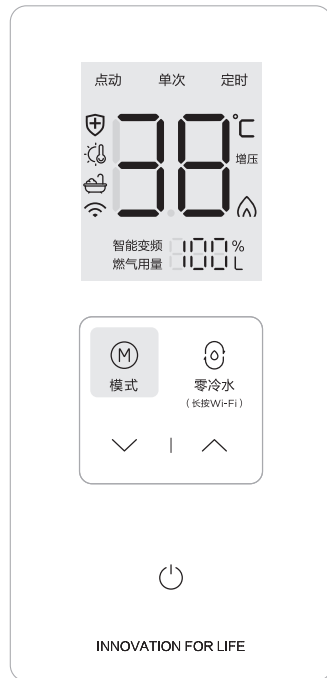 点动 单次 定时
38℃
增压
智能变频 100%
燃气用量 L
M
模式 零冷水
(长按Wi-Fi)
INNOVATION FOR LIFE